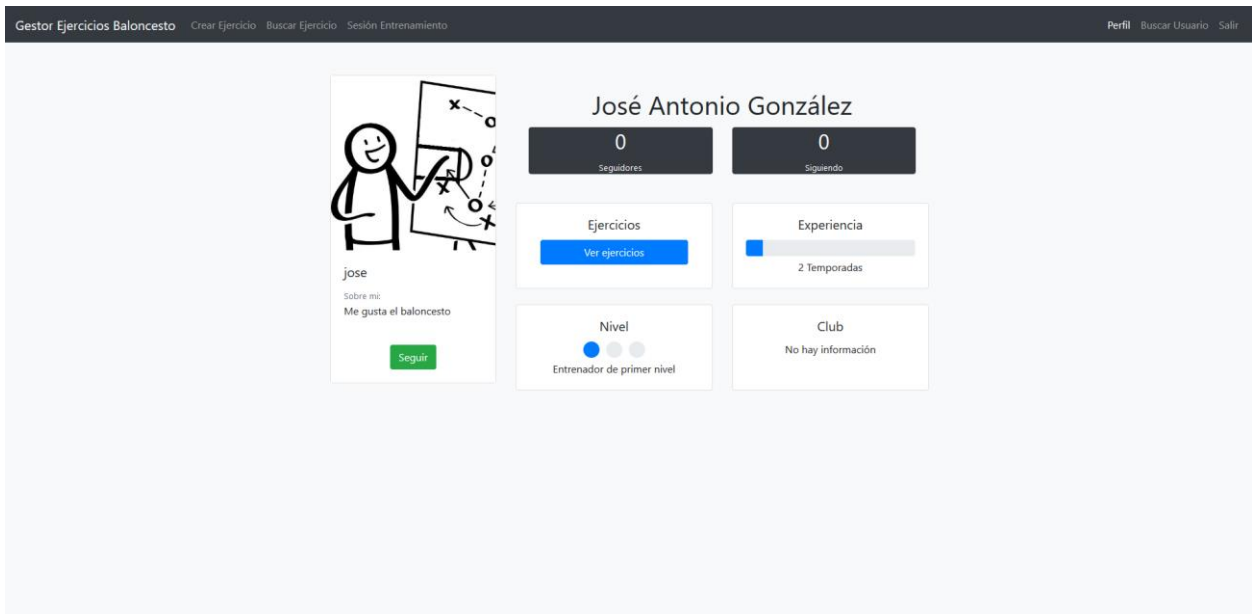 Gestor Ejercicios Baloncesto Crear Ejercicio Buscar Ejercicio Sesión Entrenamiento Perfil Buscar Usuario Salir
jose
Sobre mi:
Me gusta el baloncesto
Seguir
José Antonio González
0
Seguidores
0
Siguiendo
Ejercicios
Ver ejercicios
Experiencia
2 Temporadas
Nivel
Entrenador de primer nivel
Club
No hay información